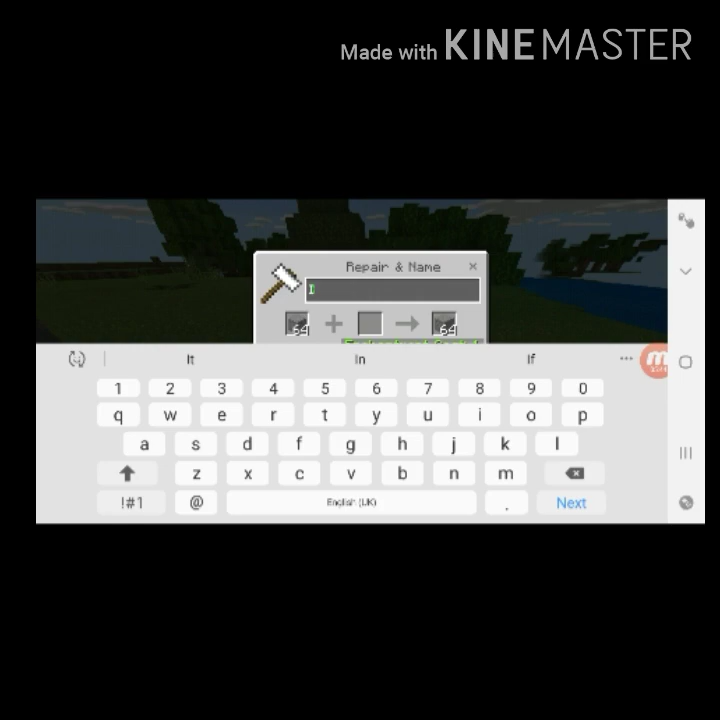 Made with KINEMASTER
Repair & Name
I
64 64
It In If
1 2 3 4 5 6 7 8 9 0
q w e r t y u i o p
a s d f g h j k l
z x c v b n m
!#1 @ English (UK) . Next